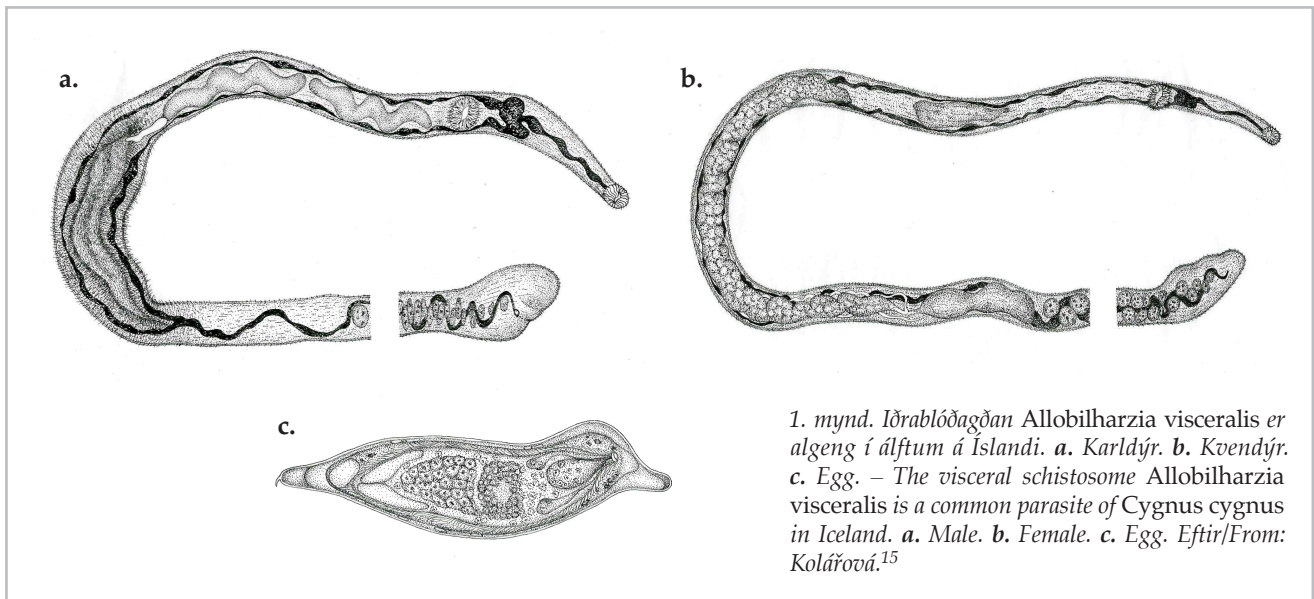 a.
b.
c.
1. mynd. Iðrablóðagðan Allobilharzia visceralis er
algeng í álftum á Íslandi. a. Karldýr. b. Kvendýr.
c. Egg. – The visceral schistosome Allobilharzia
visceralis is a common parasite of Cygnus cygnus
in Iceland. a. Male. b. Female. c. Egg. Eftir/From:
Kolářová.15